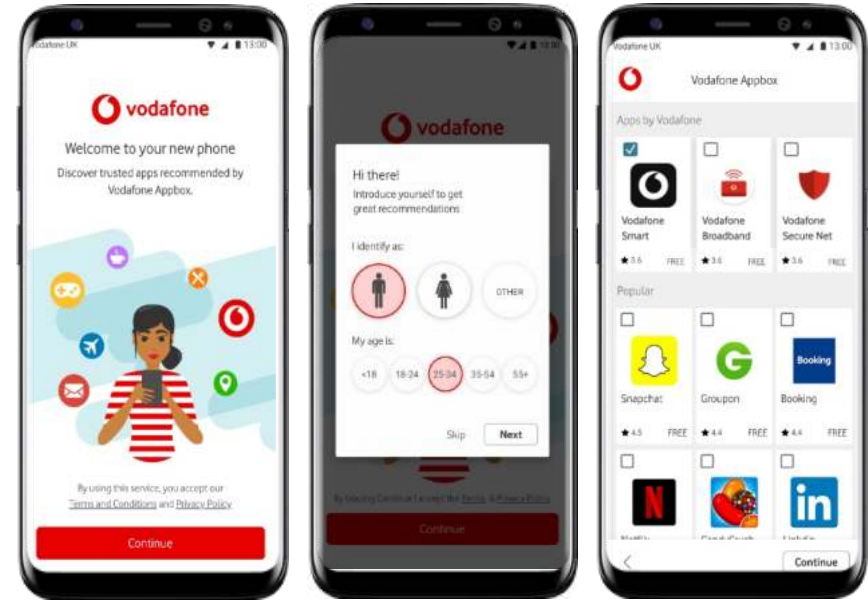 Vodafone UK
13:00
vodafone
Welcome to your new phone
Discover trusted apps recommended by
Vodafone Appbox.
By using this service, you accept our
Terms and Conditions and Privacy Policy
Continue
13:00
vodafone
Hi there!
Introduce yourself to get
great recommendations
I identify as:
OTHER
My age is:
<18 18-24 25-34 35-54 55+
Skip Next
Continue
Vodafone UK
13:00
Vodafone Appbox
Apps by Vodafone
Vodafone
Smart
3.6 FREE
Vodafone
Broadband
3.6 FREE
Vodafone
Secure Net
3.6 FREE
Popular
Snapchat
4.5 FREE
Groupon
4.4 FREE
Booking
Booking
4.4 FREE
N
in
Continue